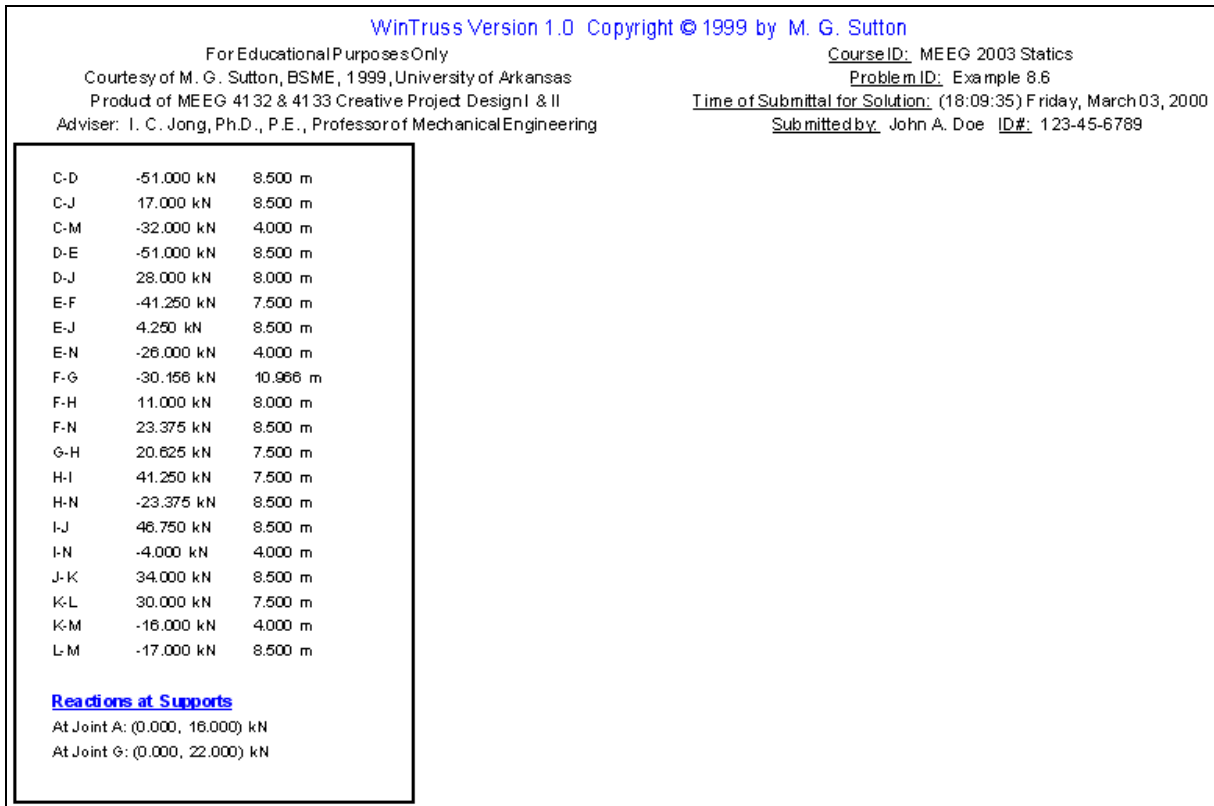 WinTruss Version 1.0 Copyright © 1999 by M. G. Sutton
For Educational Purposes Only
Courtesy of M. G. Sutton, BSME, 1999, University of Arkansas
Product of MEEG 4132 & 4133 Creative Project Design I & II
Adviser: I. C. Jong, Ph.D., P.E., Professor of Mechanical Engineering
Course ID: MEEG 2003 Statics
Problem ID: Example 8.6
Time of Submittal for Solution: (18:09:35) Friday, March 03, 2000
Submitted by: John A. Doe ID#: 123-45-6789
C-D -51.000 kN 8.500 m
C-J 17.000 kN 8.500 m
C-M -32.000 kN 4.000 m
D-E -51.000 kN 8.500 m
D-J 28.000 kN 8.000 m
E-F -41.250 kN 7.500 m
E-J 4.250 kN 8.500 m
E-N -26.000 kN 4.000 m
F-G -30.156 kN 10.966 m
F-H 11.000 kN 8.000 m
F-N 23.375 kN 8.500 m
G-H 20.625 kN 7.500 m
H-I 41.250 kN 7.500 m
H-N -23.375 kN 8.500 m
I-J 46.750 kN 8.500 m
I-N -4.000 kN 4.000 m
J-K 34.000 kN 8.500 m
K-L 30.000 kN 7.500 m
K-M -16.000 kN 4.000 m
L-M -17.000 kN 8.500 m
Reactions at Supports
At Joint A: (0.000, 16.000) kN
At Joint G: (0.000, 22.000) kN